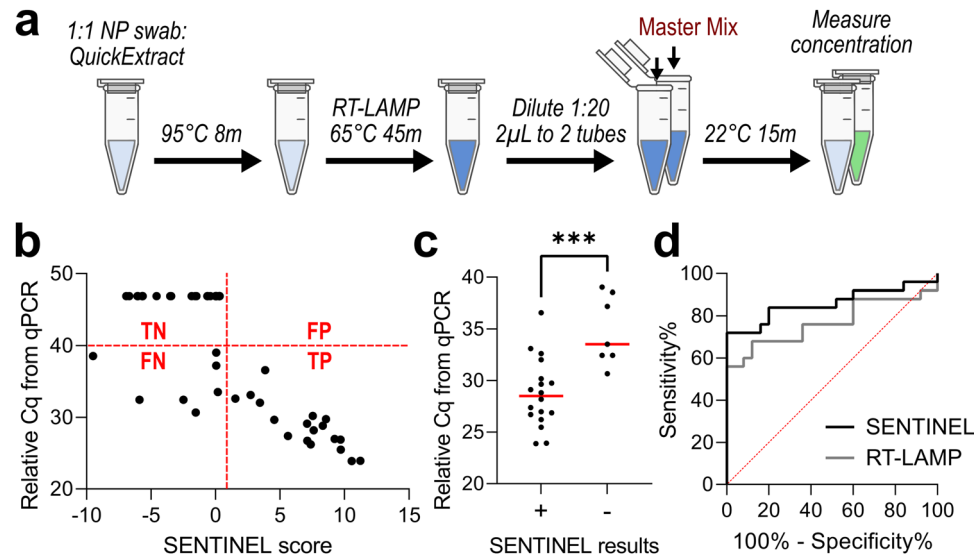 a
1:1 NP swab:
QuickExtract
95°C 8m
RT-LAMP
65°C 45m
Dilute 1:20
2µL to 2 tubes
Master Mix
22°C 15m
Measure
concentration
b
Relative Cq from qPCR
50
40
30
20
TN
FP
FN
TP
-10
-5
0
5
10
15
SENTINEL score
c
***
Relative Cq from qPCR
40
35
30
25
20
+
-
SENTINEL results
d
Sensitivity%
100
80
60
40
20
0
SENTINEL
RT-LAMP
0
20
40
60
80
100
100% - Specificity%